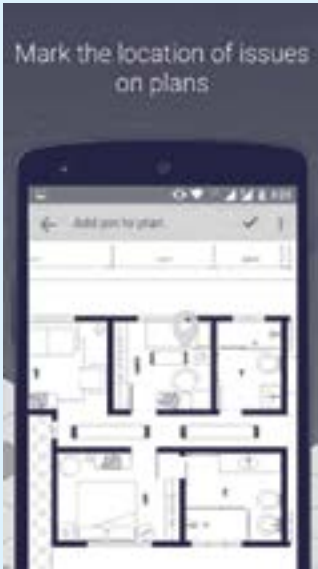 Mark the location of issues
on plans
Add pin to plan